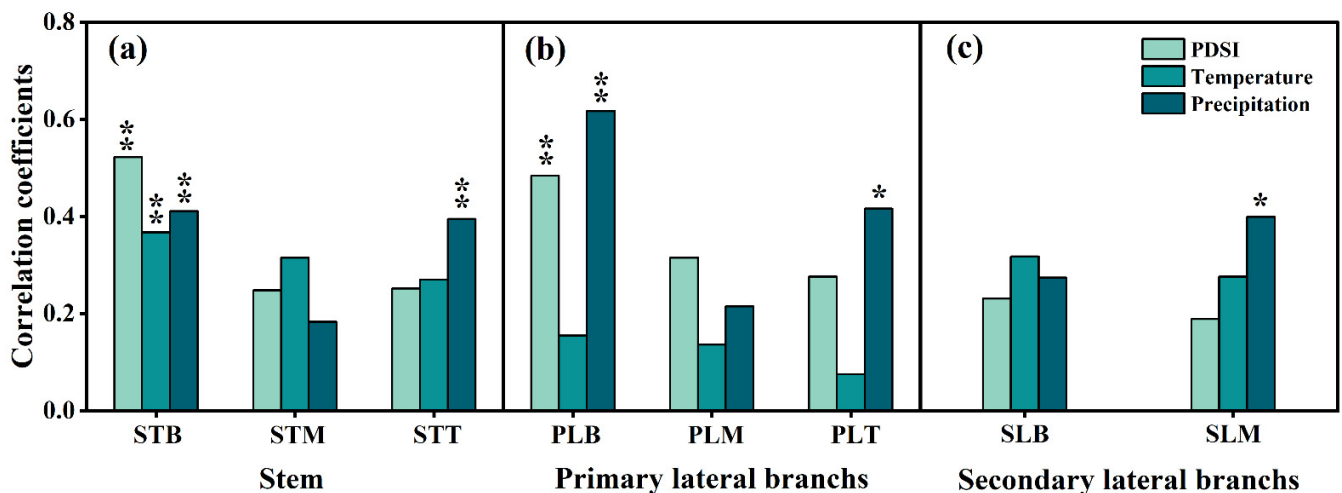 Correlation coefficients
0.8
0.6
0.4
0.2
0.0
(a)
**
**
**
**
STB
STM
STT
Stem
(b)
**
**
*
PLB
PLM
PLT
Primary lateral branchs
(c)
PDSI
Temperature
Precipitation
*
SLB
SLM
Secondary lateral branchs